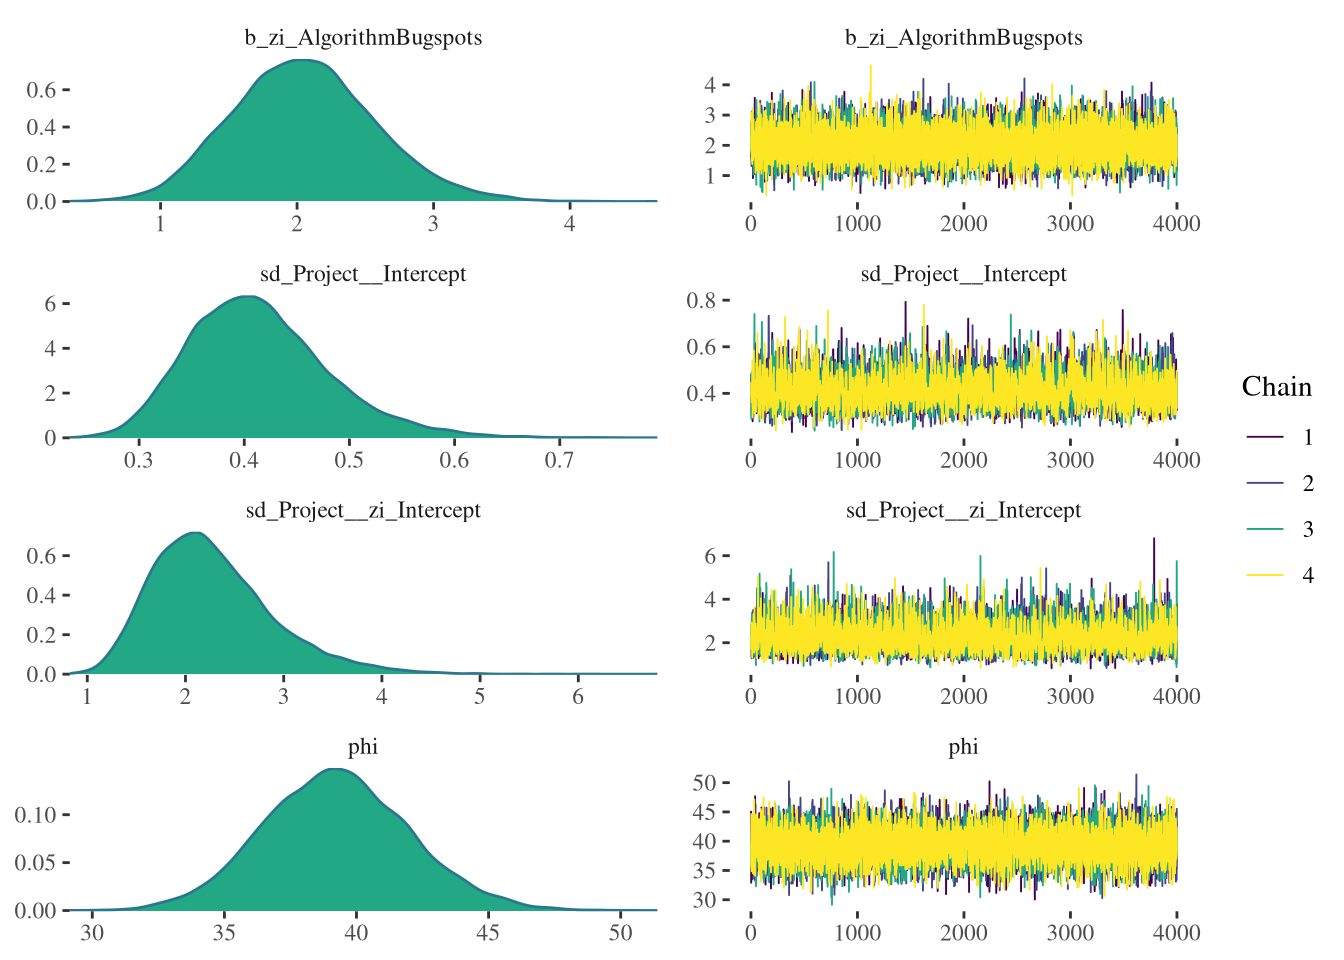 b_zi_AlgorithmBugspots
0.6
0.4
0.2
0.0
1 2 3 4
b_zi_AlgorithmBugspots
4
3
2
1
0 1000 2000 3000 4000
sd_Project__Intercept
6
4
2
0
0.3 0.4 0.5 0.6 0.7
sd_Project__Intercept
0.8
0.6
0.4
0 1000 2000 3000 4000
sd_Project__zi_Intercept
0.6
0.4
0.2
0.0
1 2 3 4 5 6
sd_Project__zi_Intercept
6
4
2
0 1000 2000 3000 4000
phi
0.10
0.05
0.00
30 35 40 45 50
phi
50
45
40
35
30
0 1000 2000 3000 4000
Chain
1
2
3
4